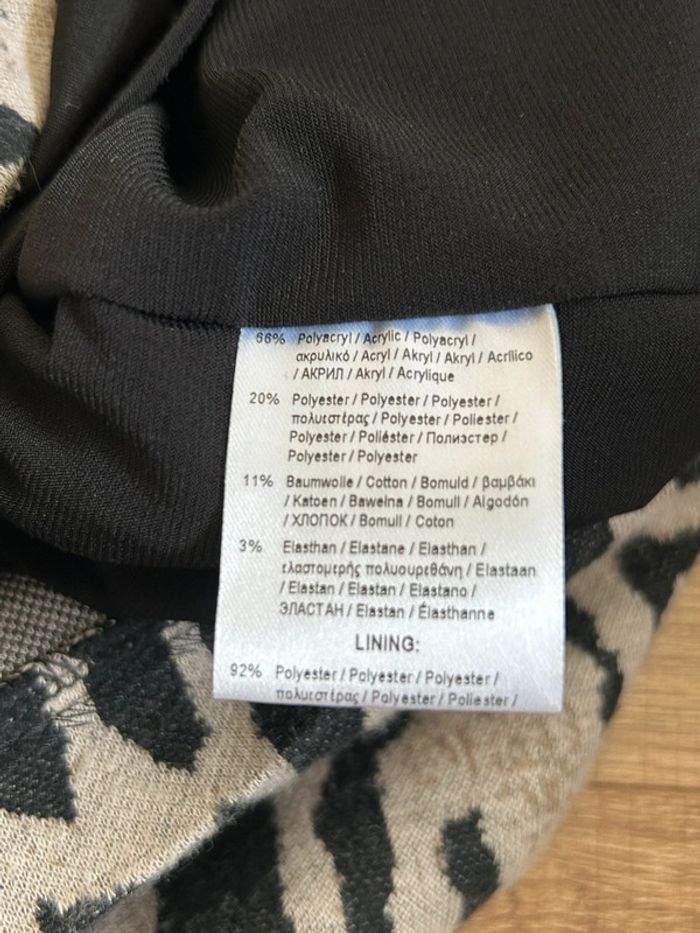 66% Polyacryl / Acrylic / Polyacryl /
ακρυλικό / Acryl / Akryl / Akryl / Acrílico
/ АКРИЛ / Akryl / Acrylique
20% Polyester / Polyester / Polyester /
πολυεστέρας / Polyester / Poliester /
Polyester / Poliéster / Полиэстер /
Polyester / Polyester
11% Baumwolle / Cotton / Bomuld / βαμβάκι
/ Katoen / Bawełna / Bomull / Algodón
/ ХЛОПОК / Bomull / Coton
3% Elasthan / Elastane / Elasthan /
ελαστομερής πολυουρεθάνη / Elastaan
/ Elastan / Elastan / Elastano /
ЭЛАСТАН / Elastan / Élasthanne
LINING:
92% Polyester / Polyester / Polyester /
πολυεστέρας / Polyester / Poliester /